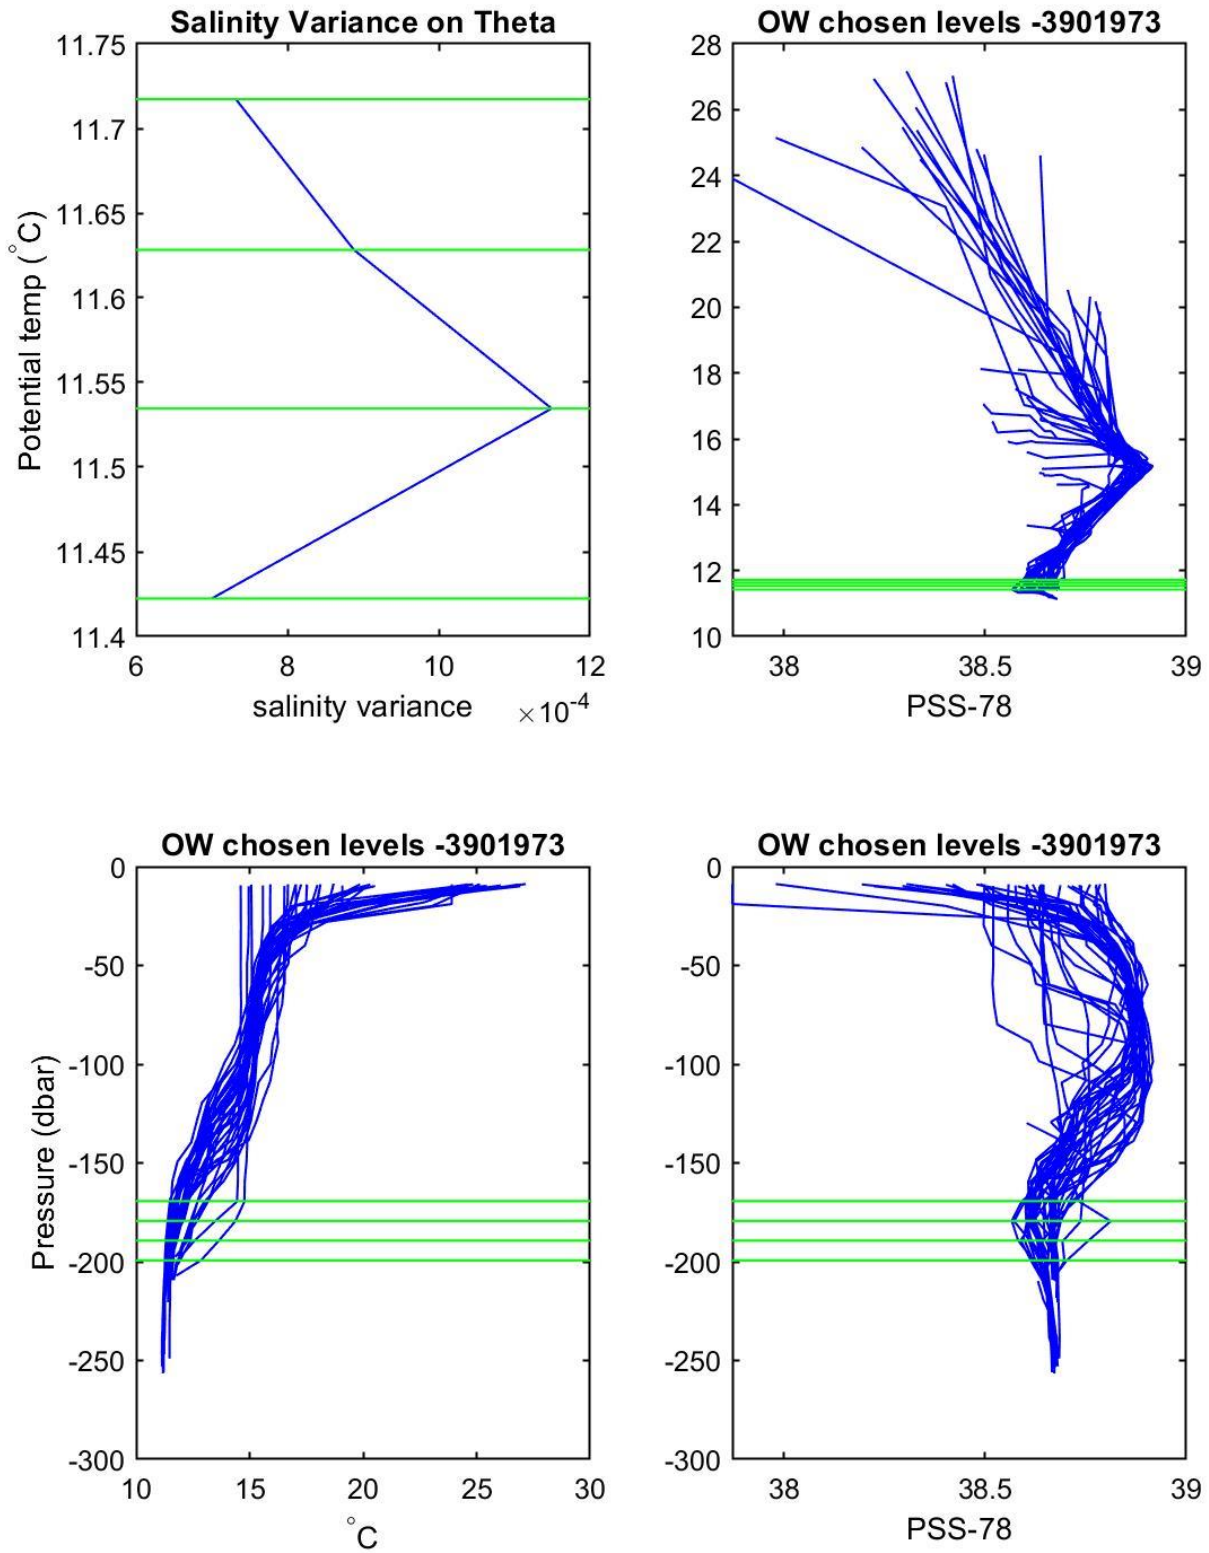 Salinity Variance on Theta
11.75
11.7
11.65
11.6
11.55
11.5
11.45
11.4
Potential temp (°C)
6 8 10 12
salinity variance ×10-4
OW chosen levels -3901973
28
26
24
22
20
18
16
14
12
10
38 38.5 39
PSS-78
OW chosen levels -3901973
0
-50
-100
-150
-200
-250
-300
Pressure (dbar)
10 15 20 25 30
°C
OW chosen levels -3901973
0
-50
-100
-150
-200
-250
-300
38 38.5 39
PSS-78